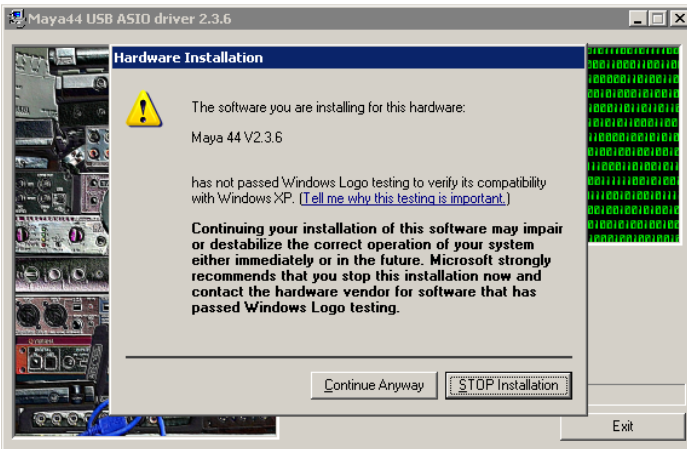 Maya44 USB ASIO driver 2.3.6
Hardware Installation
The software you are installing for this hardware:
Maya 44 V2.3.6
has not passed Windows Logo testing to verify its compatibility
with Windows XP. (Tell me why this testing is important.)
Continuing your installation of this software may impair
or destabilize the correct operation of your system
either immediately or in the future. Microsoft strongly
recommends that you stop this installation now and
contact the hardware vendor for software that has
passed Windows Logo testing.
Continue Anyway
STOP Installation
Exit